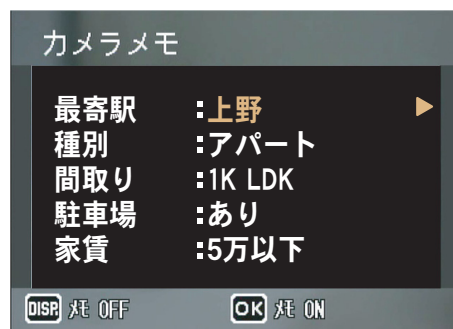 カメラメモ
最寄駅 :上野
種別 :アパート
間取り :1K LDK
駐車場 :あり
家賃 :5万以下
DISP. ﾒﾓ OFF OK ﾒﾓ ON